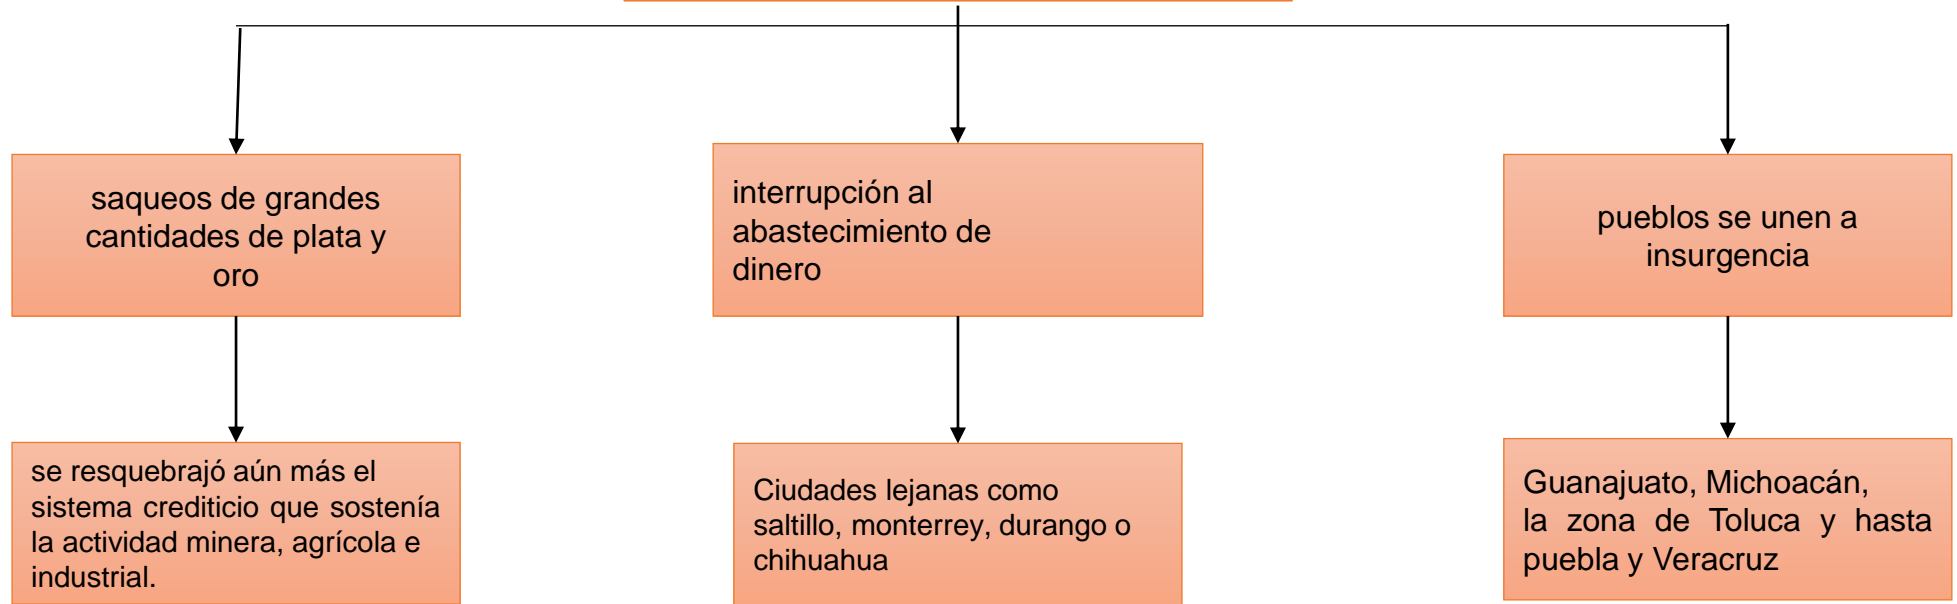 saqueos de grandes
cantidades de plata y
oro
interrupción al
abastecimiento de
dinero
pueblos se unen a
insurgencia
se resquebrajó aún más el
sistema crediticio que sostenía
la actividad minera, agrícola e
industrial.
Ciudades lejanas como
saltillo, monterrey, durango o
chihuahua
Guanajuato, Michoacán,
la zona de Toluca y hasta
puebla y Veracruz